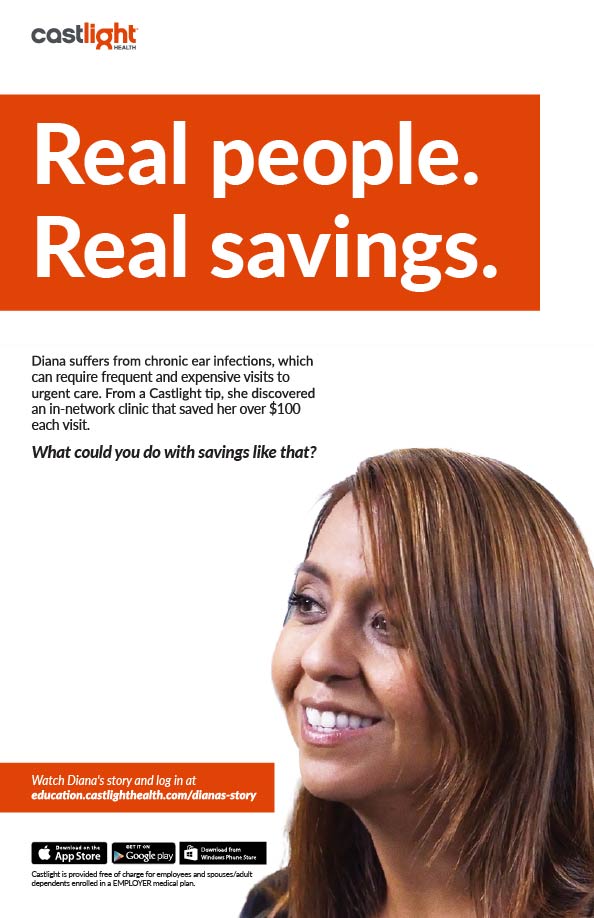 castlight
HEALTH
Real people.
Real savings.
Diana suffers from chronic ear infections, which
can require frequent and expensive visits to
urgent care. From a Castlight tip, she discovered
an in-network clinic that saved her over $100
each visit.
What could you do with savings like that?
Watch Diana's story and log in at
education.castlighthealth.com/dianas-story
Download on the
App Store
GET IT ON
Google play
Download from
Windows Phone Store
Castlight is provided free of charge for employees and spouses/adult
dependents enrolled in a EMPLOYER medical plan.